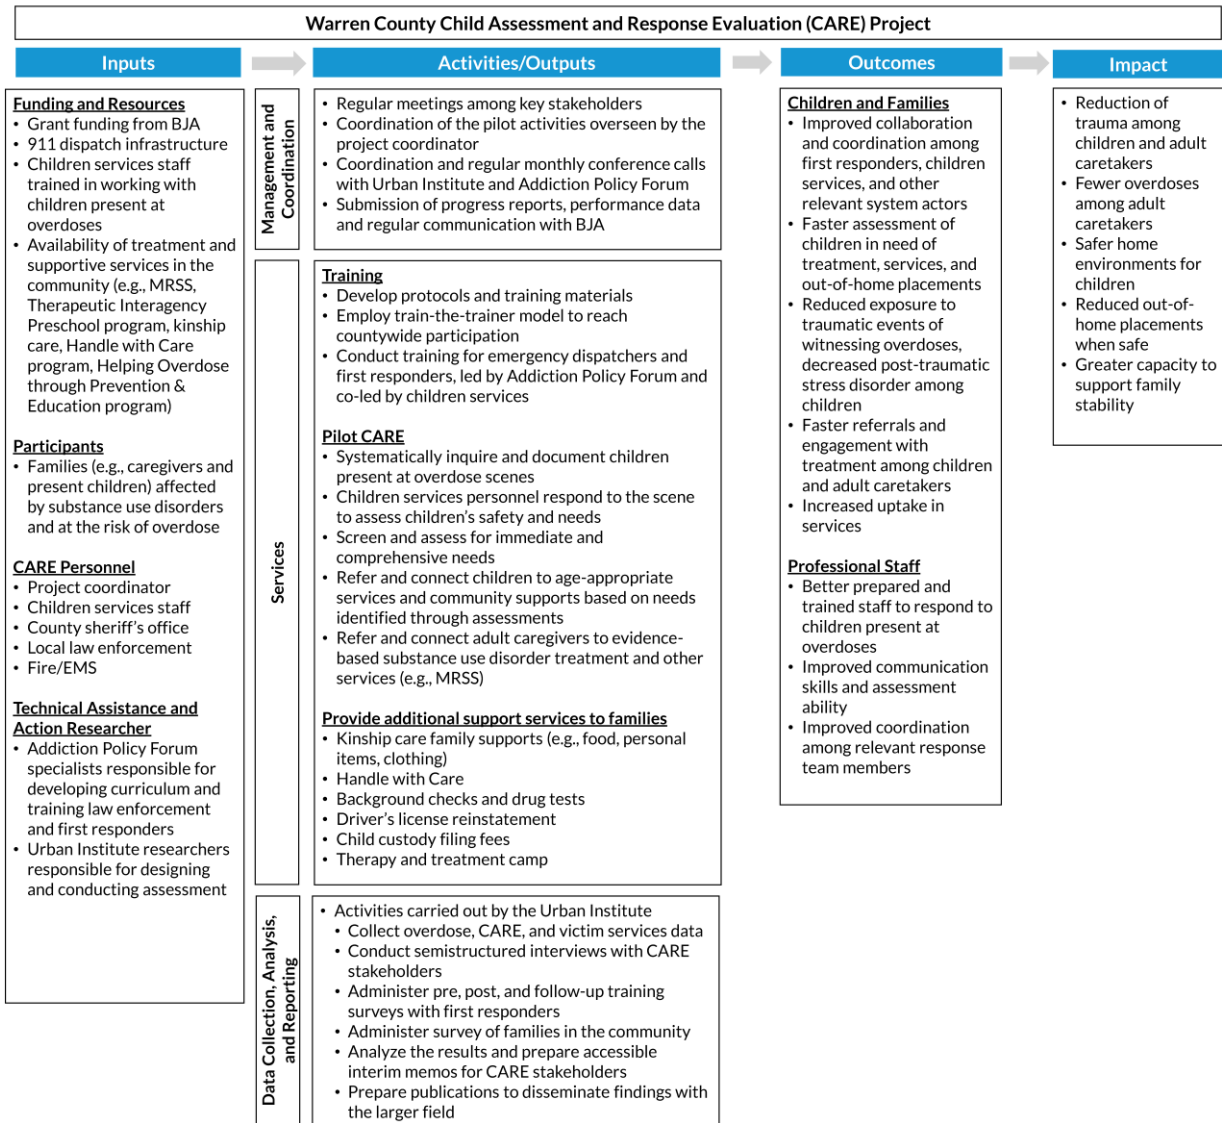 Warren County Child Assessment and Response Evaluation (CARE) Project
Inputs
Activities/Outputs
Outcomes
Impact
Funding and Resources
• Grant funding from BJA
• 911 dispatch infrastructure
• Children services staff
trained in working with
children present at
overdoses
• Availability of treatment and
supportive services in the
community (e.g., MRSS,
Therapeutic Interagency
Preschool program, kinship
care, Handle with Care
program, Helping Overdose
through Prevention &
Education program)
Participants
• Families (e.g., caregivers and
present children) affected
by substance use disorders
and at the risk of overdose
CARE Personnel
• Project coordinator
• Children services staff
• County sheriff's office
• Local law enforcement
• Fire/EMS
Technical Assistance and
Action Researcher
• Addiction Policy Forum
specialists responsible for
developing curriculum and
training law enforcement
and first responders
• Urban Institute researchers
responsible for designing
and conducting assessment
Management and
Coordination
• Regular meetings among key stakeholders
• Coordination of the pilot activities overseen by the
project coordinator
• Coordination and regular monthly conference calls
with Urban Institute and Addiction Policy Forum
• Submission of progress reports, performance data
and regular communication with BJA
Services
Training
• Develop protocols and training materials
• Employ train-the-trainer model to reach
countywide participation
• Conduct training for emergency dispatchers and
first responders, led by Addiction Policy Forum and
co-led by children services
Pilot CARE
• Systematically inquire and document children
present at overdose scenes
• Children services personnel respond to the scene
to assess children's safety and needs
• Screen and assess for immediate and
comprehensive needs
• Refer and connect children to age-appropriate
services and community supports based on needs
identified through assessments
• Refer and connect adult caregivers to evidence-
based substance use disorder treatment and other
services (e.g., MRSS)
Provide additional support services to families
• Kinship care family supports (e.g., food, personal
items, clothing)
• Handle with Care
• Background checks and drug tests
• Driver's license reinstatement
• Child custody filing fees
• Therapy and treatment camp
Data Collection, Analysis,
and Reporting
• Activities carried out by the Urban Institute
• Collect overdose, CARE, and victim services data
• Conduct semistructured interviews with CARE
stakeholders
• Administer pre, post, and follow-up training
surveys with first responders
• Administer survey of families in the community
• Analyze the results and prepare accessible
interim memos for CARE stakeholders
• Prepare publications to disseminate findings with
the larger field
Children and Families
• Improved collaboration
and coordination among
first responders, children
services, and other
relevant system actors
• Faster assessment of
children in need of
treatment, services, and
out-of-home placements
• Reduced exposure to
traumatic events of
witnessing overdoses,
decreased post-traumatic
stress disorder among
children
• Faster referrals and
engagement with
treatment among children
and adult caretakers
• Increased uptake in
services
Professional Staff
• Better prepared and
trained staff to respond to
children present at
overdoses
• Improved communication
skills and assessment
ability
• Improved coordination
among relevant response
team members
• Reduction of
trauma among
children and adult
caretakers
• Fewer overdoses
among adult
caretakers
• Safer home
environments for
children
• Reduced out-of-
home placements
when safe
• Greater capacity to
support family
stability